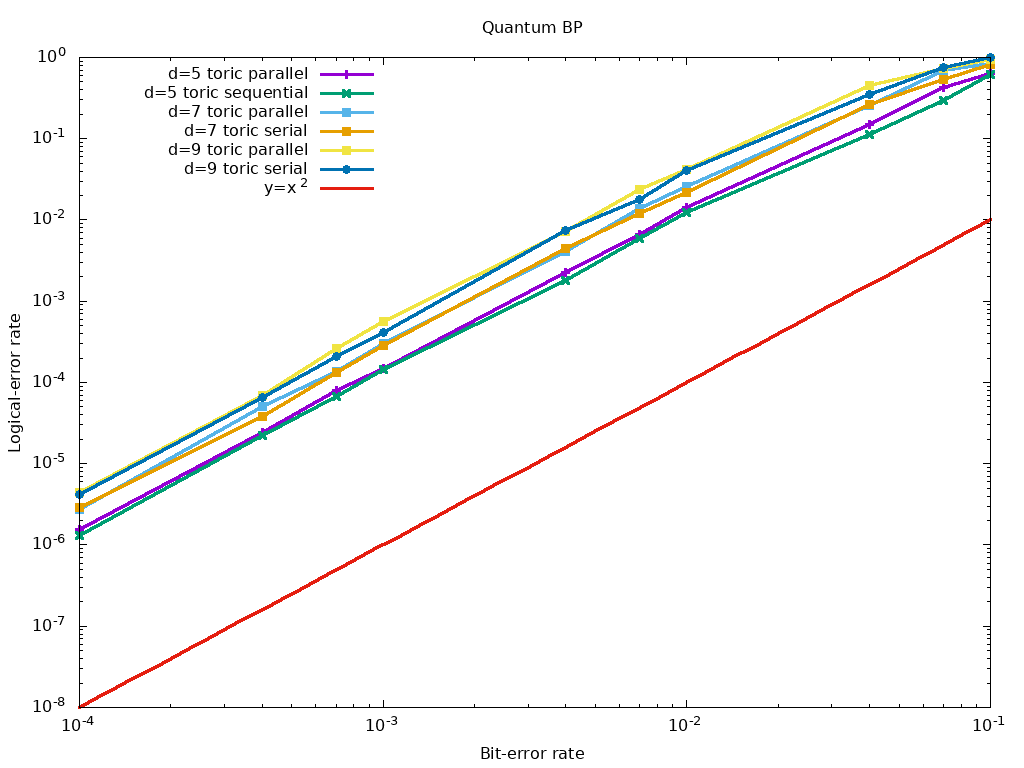 Quantum BP
d=5 toric parallel
d=5 toric sequential
d=7 toric parallel
d=7 toric serial
d=9 toric parallel
d=9 toric serial
y=x^2
10^0
10^-1
10^-2
10^-3
10^-4
10^-5
10^-6
10^-7
10^-8
Logical-error rate
10^-4 10^-3 10^-2 10^-1
Bit-error rate